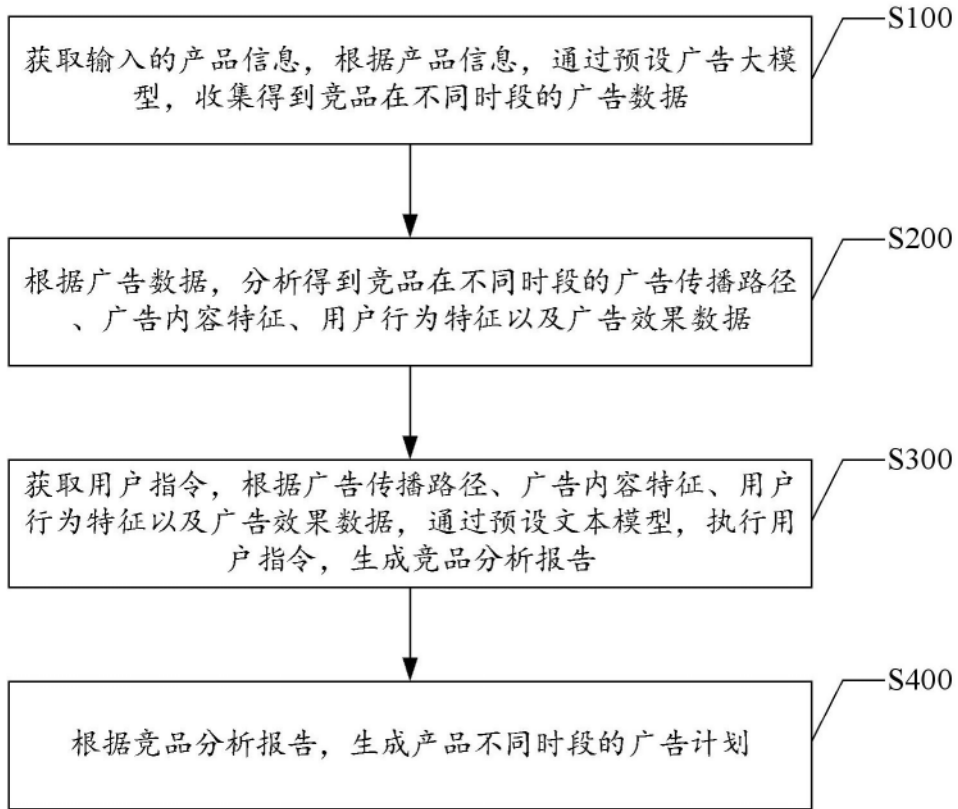 S100
获取输入的产品信息，根据产品信息，通过预设广告大模
型，收集得到竞品在不同时段的广告数据
S200
根据广告数据，分析得到竞品在不同时段的广告传播路径
、广告内容特征、用户行为特征以及广告效果数据
S300
获取用户指令，根据广告传播路径、广告内容特征、用户
行为特征以及广告效果数据，通过预设文本模型，执行用
户指令，生成竞品分析报告
S400
根据竞品分析报告，生成产品不同时段的广告计划